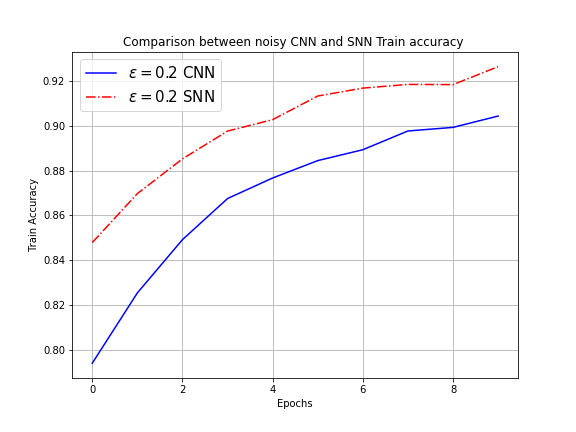 Comparison between noisy CNN and SNN Train accuracy
ε = 0.2 CNN
ε = 0.2 SNN
Train Accuracy
0.92
0.90
0.88
0.86
0.84
0.82
0.80
0 2 4 6 8
Epochs